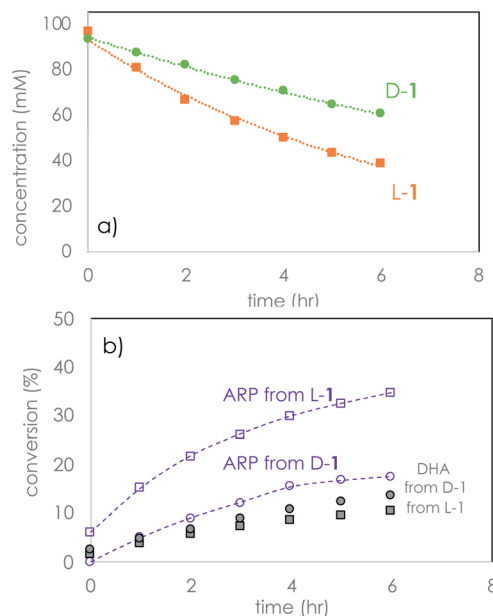 100
80
60
40
20
0
concentration (mM)
D-1
L-1
a)
0 2 4 6 8
time (hr)
50
40
30
20
10
0
conversion (%)
b)
ARP from L-1
ARP from D-1
DHA
from D-1
from L-1
0 2 4 6 8
time (hr)